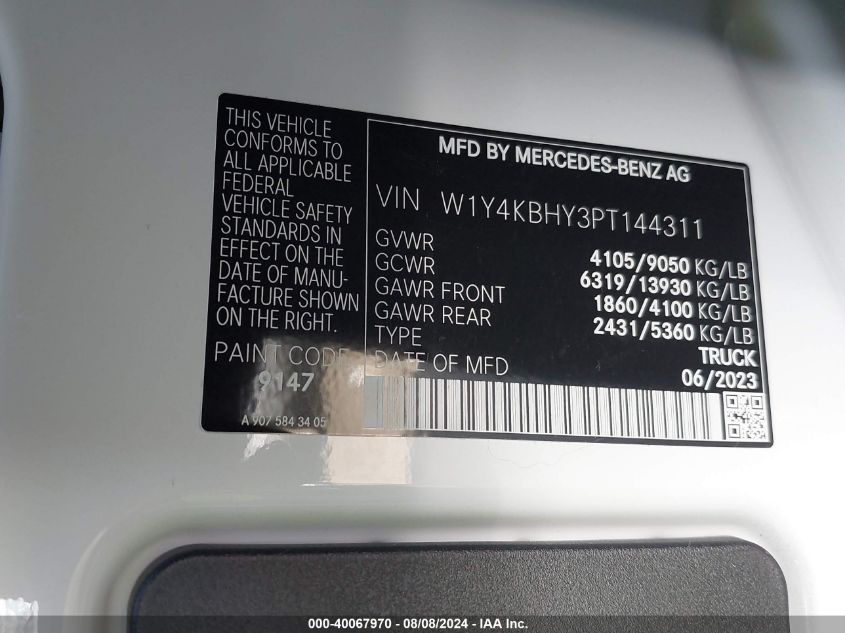 THIS VEHICLE
CONFORMS TO
ALL APPLICABLE
FEDERAL
VEHICLE SAFETY
STANDARDS IN
EFFECT ON THE
DATE OF MANU-
FACTURE SHOWN
ON THE RIGHT.
PAINT CODE
9147
A 907 584 34 05
MFD BY MERCEDES-BENZ AG
VIN W1Y4KBHY3PT144311
GVWR 4105/9050 KG/LB
GCWR 6319/13930 KG/LB
GAWR FRONT 1860/4100 KG/LB
GAWR REAR 2431/5360 KG/LB
TYPE TRUCK
DATE OF MFD 06/2023
000-40067970 - 08/08/2024 - IAA Inc.